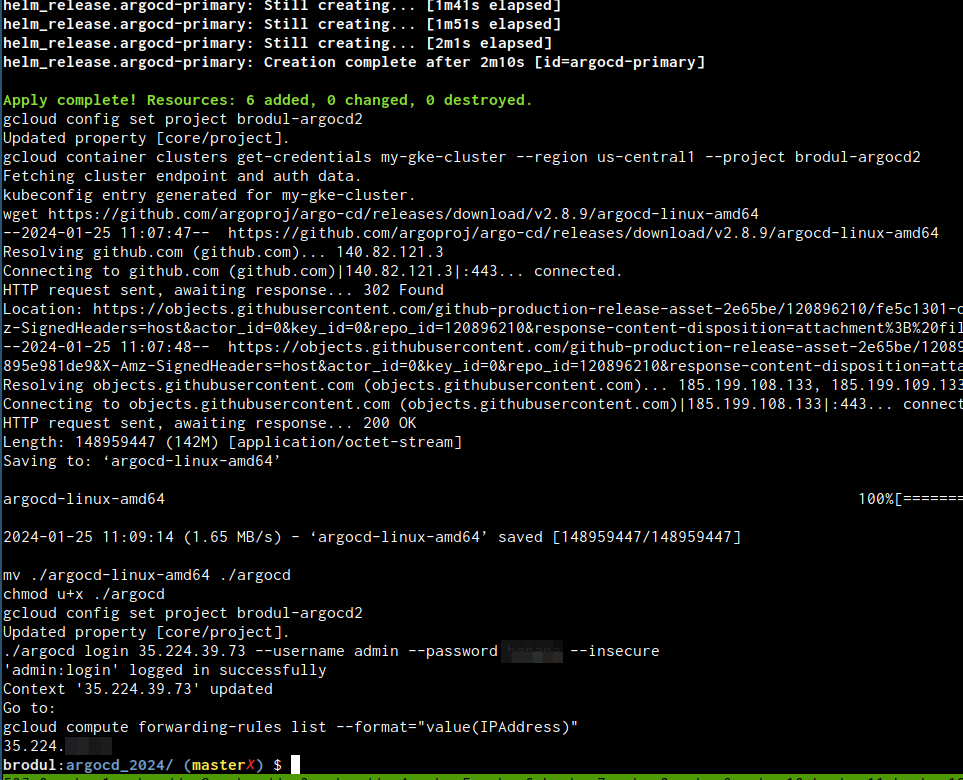 helm_release.argocd-primary: Still creating... [1m41s elapsed]
helm_release.argocd-primary: Still creating... [1m51s elapsed]
helm_release.argocd-primary: Still creating... [2m1s elapsed]
helm_release.argocd-primary: Creation complete after 2m10s [id=argocd-primary]
Apply complete! Resources: 6 added, 0 changed, 0 destroyed.
gcloud config set project brodul-argocd2
Updated property [core/project].
gcloud container clusters get-credentials my-gke-cluster --region us-central1 --project brodul-argocd2
Fetching cluster endpoint and auth data.
kubeconfig entry generated for my-gke-cluster.
wget https://github.com/argoproj/argo-cd/releases/download/v2.8.9/argocd-linux-amd64
--2024-01-25 11:07:47--  https://github.com/argoproj/argo-cd/releases/download/v2.8.9/argocd-linux-amd64
Resolving github.com (github.com)... 140.82.121.3
Connecting to github.com (github.com)|140.82.121.3|:443... connected.
HTTP request sent, awaiting response... 302 Found
Location: https://objects.githubusercontent.com/github-production-release-asset-2e65be/120896210/fe5c1301-
z-SignedHeaders=host&actor_id=0&key_id=0&repo_id=120896210&response-content-disposition=attachment%3B%20fil
--2024-01-25 11:07:48--  https://objects.githubusercontent.com/github-production-release-asset-2e65be/12089
895e981de9&X-Amz-SignedHeaders=host&actor_id=0&key_id=0&repo_id=120896210&response-content-disposition=atta
Resolving objects.githubusercontent.com (objects.githubusercontent.com)... 185.199.108.133, 185.199.109.133
Connecting to objects.githubusercontent.com (objects.githubusercontent.com)|185.199.108.133|:443... connect
HTTP request sent, awaiting response... 200 OK
Length: 148959447 (142M) [application/octet-stream]
Saving to: ‘argocd-linux-amd64’
argocd-linux-amd64 100%[=======
2024-01-25 11:09:14 (1.65 MB/s) - ‘argocd-linux-amd64’ saved [148959447/148959447]
mv ./argocd-linux-amd64 ./argocd
chmod u+x ./argocd
gcloud config set project brodul-argocd2
Updated property [core/project].
./argocd login 35.224.39.73 --username admin --password --insecure
'admin:login' logged in successfully
Context '35.224.39.73' updated
Go to:
gcloud compute forwarding-rules list --format="value(IPAddress)"
35.224.
brodul:argocd_2024/ (master✗) $